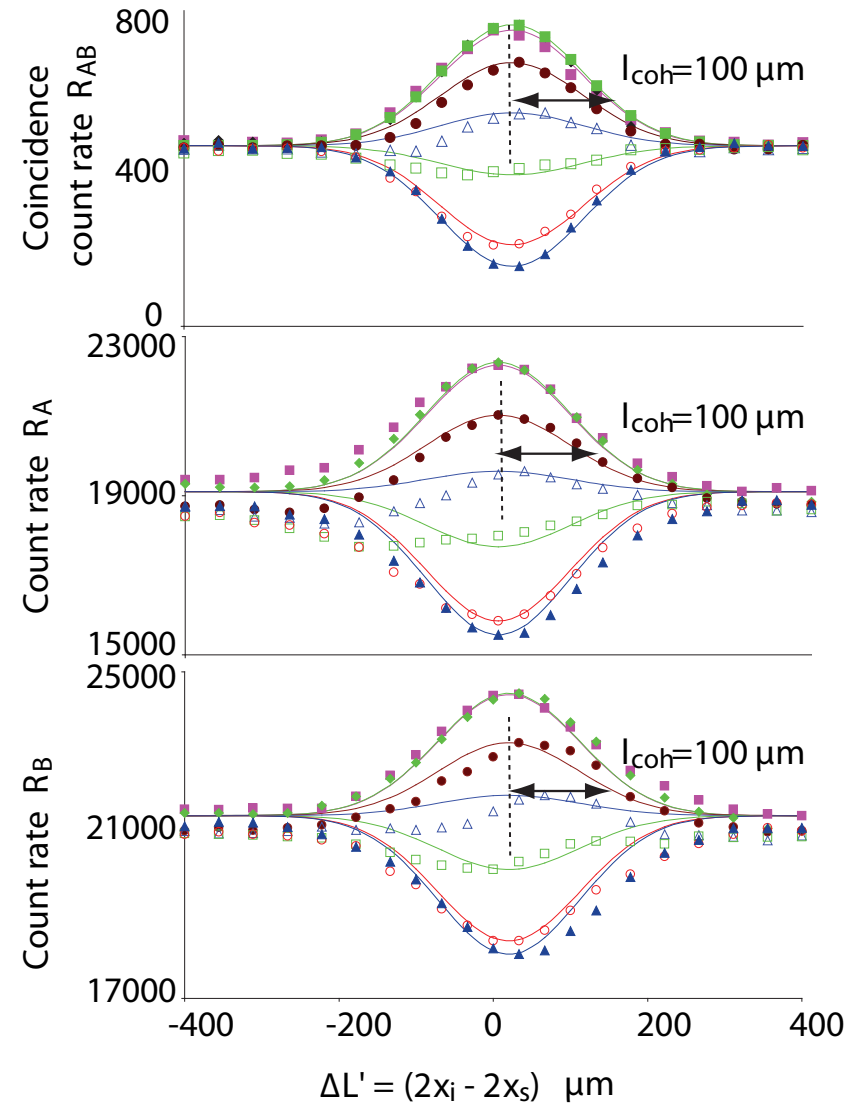 800
400
0
Coincidence
count rate R_AB
l_coh=100 μm
23000
19000
15000
Count rate R_A
l_coh=100 μm
25000
21000
17000
Count rate R_B
l_coh=100 μm
-400 -200 0 200 400
ΔL' = (2x_i - 2x_s) μm